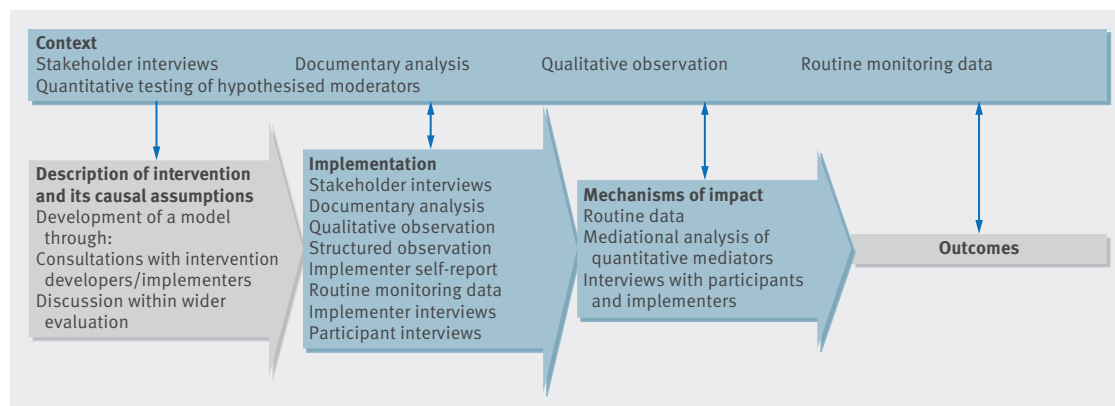 Context
Stakeholder interviews Documentary analysis Qualitative observation Routine monitoring data
Quantitative testing of hypothesised moderators
Description of intervention
and its causal assumptions
Development of a model
through:
Consultations with intervention
developers/implementers
Discussion within wider
evaluation
Implementation
Stakeholder interviews
Documentary analysis
Qualitative observation
Structured observation
Implementer self-report
Routine monitoring data
Implementer interviews
Participant interviews
Mechanisms of impact
Routine data
Mediational analysis of
quantitative mediators
Interviews with participants
and implementers
Outcomes